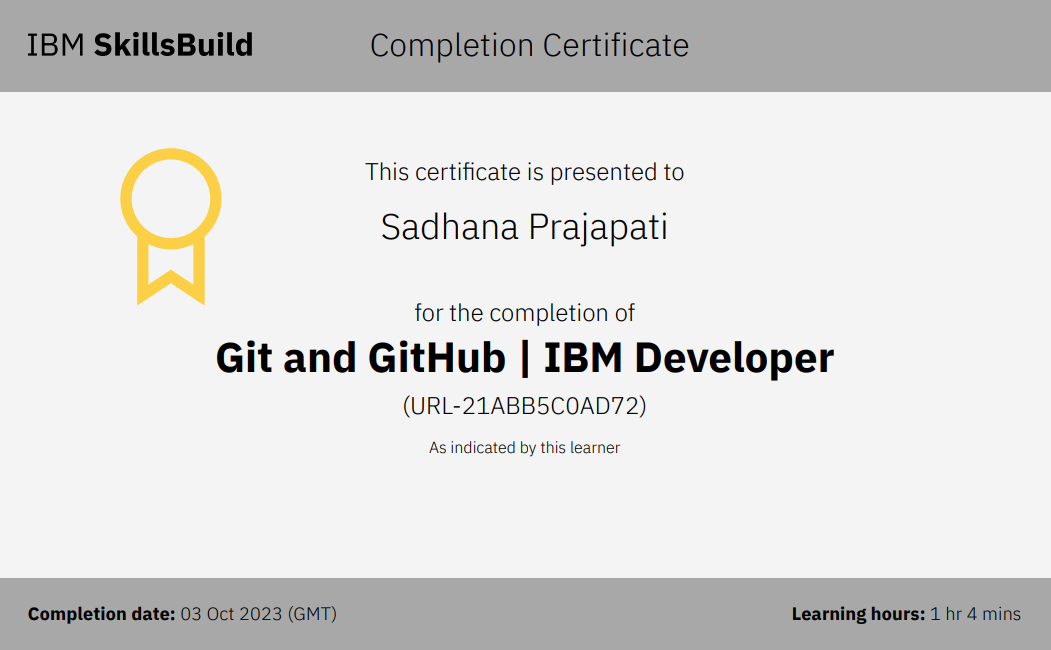 IBM SkillsBuild
Completion Certificate
This certificate is presented to
Sadhana Prajapati
for the completion of
Git and GitHub | IBM Developer
(URL-21ABB5C0AD72)
As indicated by this learner
Completion date: 03 Oct 2023 (GMT)
Learning hours: 1 hr 4 mins